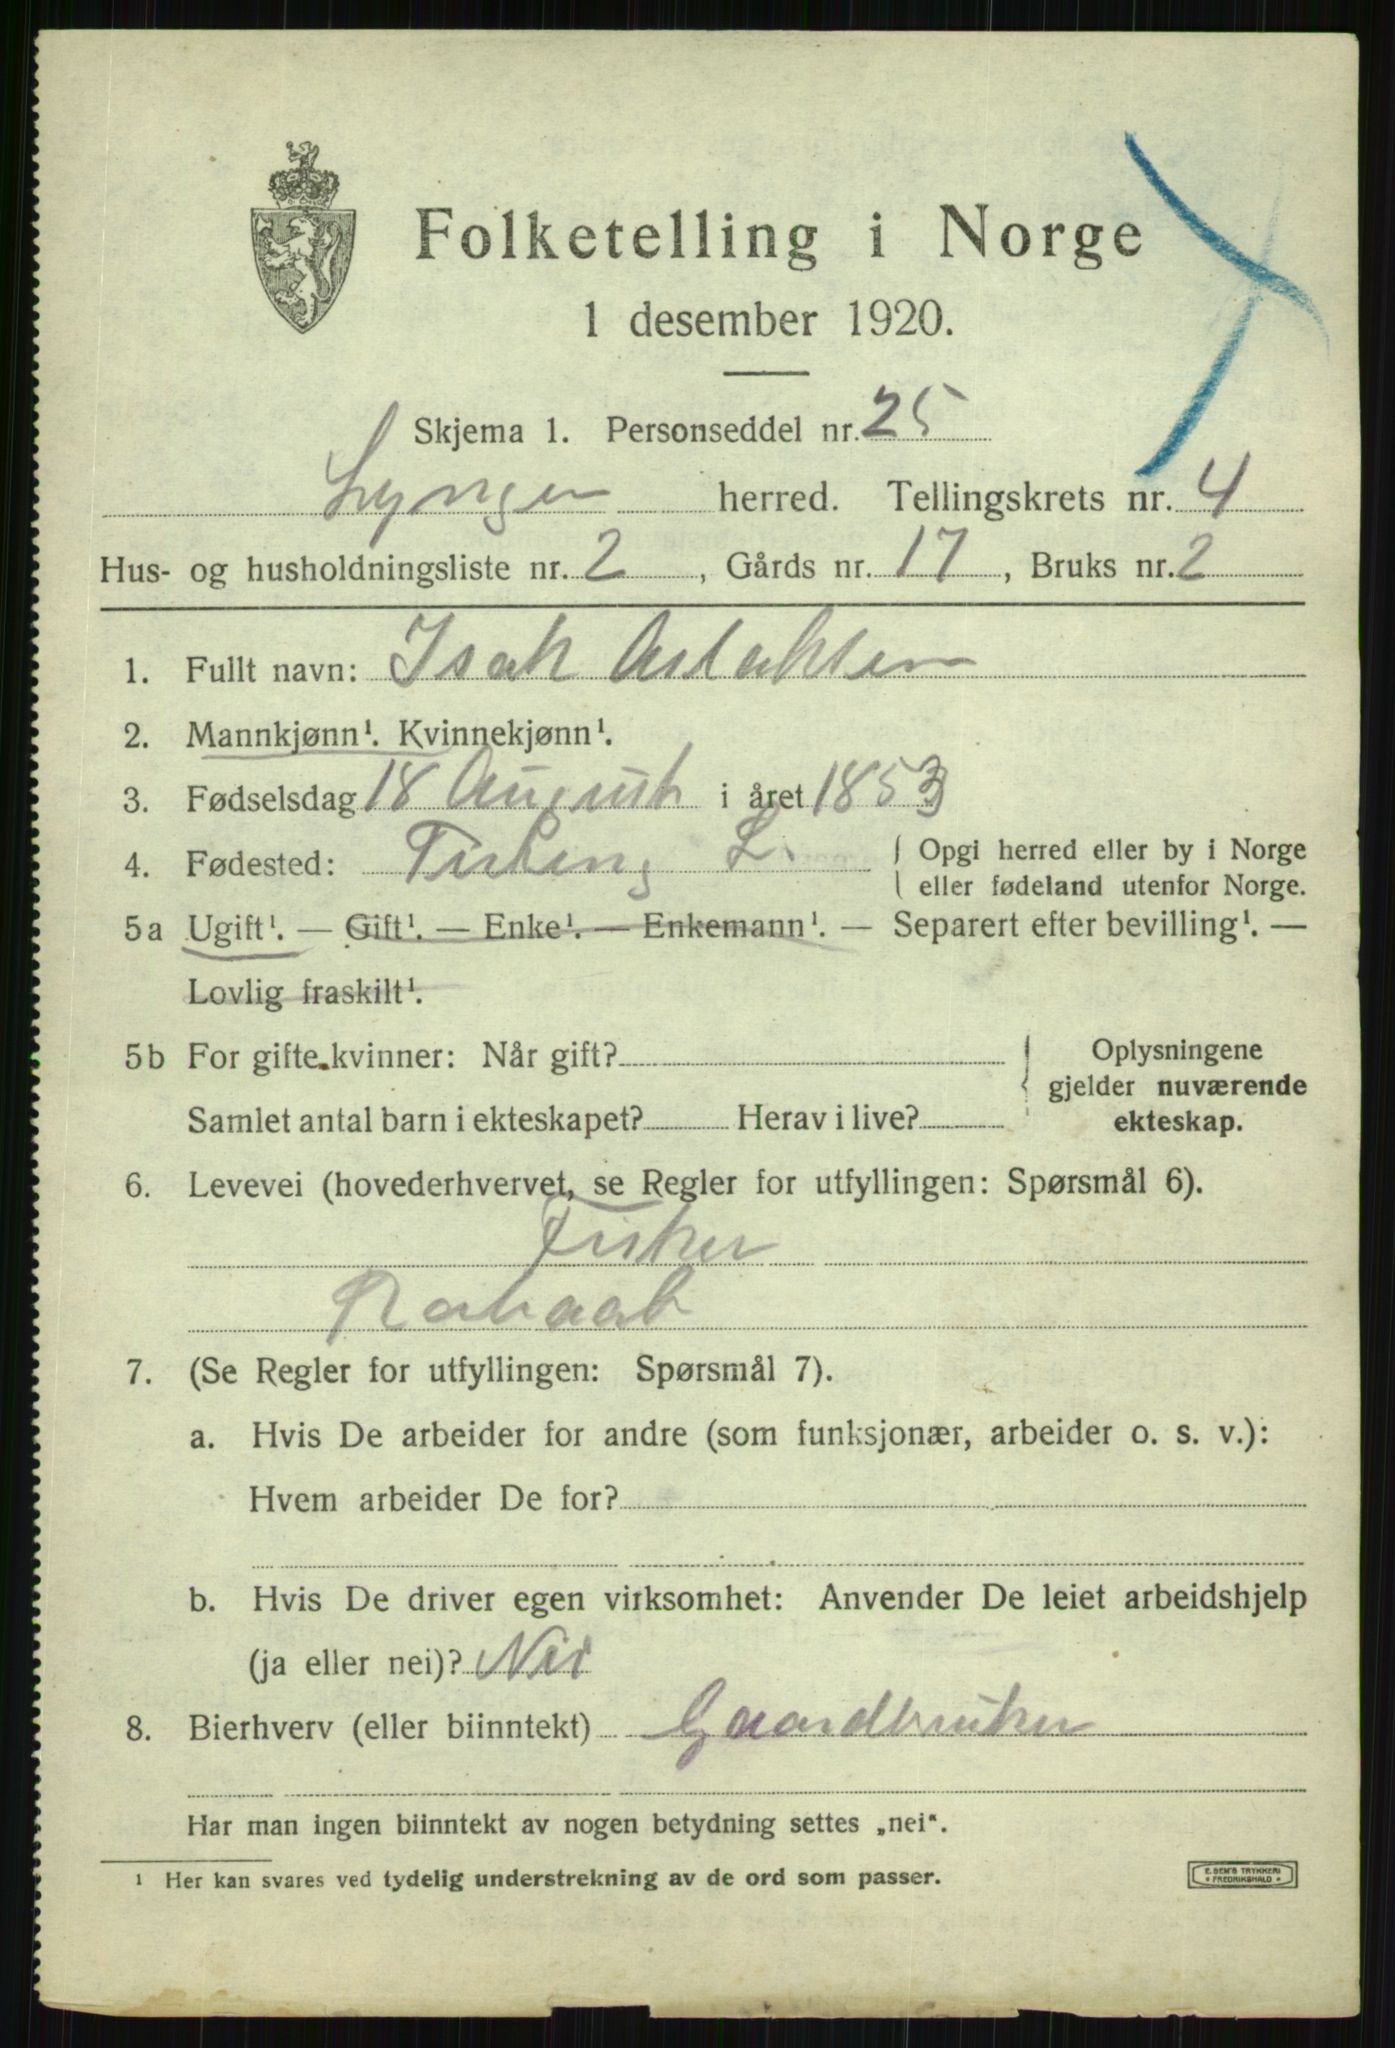 Folketelling i Norge
1 desember 1920.
Skjema 1. Personseddel nr. 25
Lyngen herred. Tellingskrets nr. 4
Hus- og husholdningsliste nr. 2, Gårds nr. 17, Bruks nr. 2
1. Fullt navn: Isak Aslaksen
2. Mannkjønn¹. Kvinnekjønn¹.
3. Fødselsdag 18 August i året 1853
4. Fødested: L. { Opgi herred eller by i Norge
eller fødeland utenfor Norge.
5a Ugift¹. — Gift¹. — Enke¹. — Enkemann¹. — Separert efter bevilling¹. —
Lovlig fraskilt¹.
5b For gifte kvinner: Når gift? { Oplysningene
gjelder nuværende
Samlet antal barn i ekteskapet? Herav i live? ekteskap.
6. Levevei (hovederhvervet, se Regler for utfyllingen: Spørsmål 6).
Fisker
7. (Se Regler for utfyllingen: Spørsmål 7).
a. Hvis De arbeider for andre (som funksjonær, arbeider o. s. v.):
Hvem arbeider De for?
b. Hvis De driver egen virksomhet: Anvender De leiet arbeidshjelp
(ja eller nei)? Nei
8. Bierhverv (eller biinntekt) Gaardbruker
Har man ingen biinntekt av nogen betydning settes „nei".
¹ Her kan svares ved tydelig understrekning av de ord som passer.
E. SEM'S TRYKKERI
* FREDRIKSHALD *